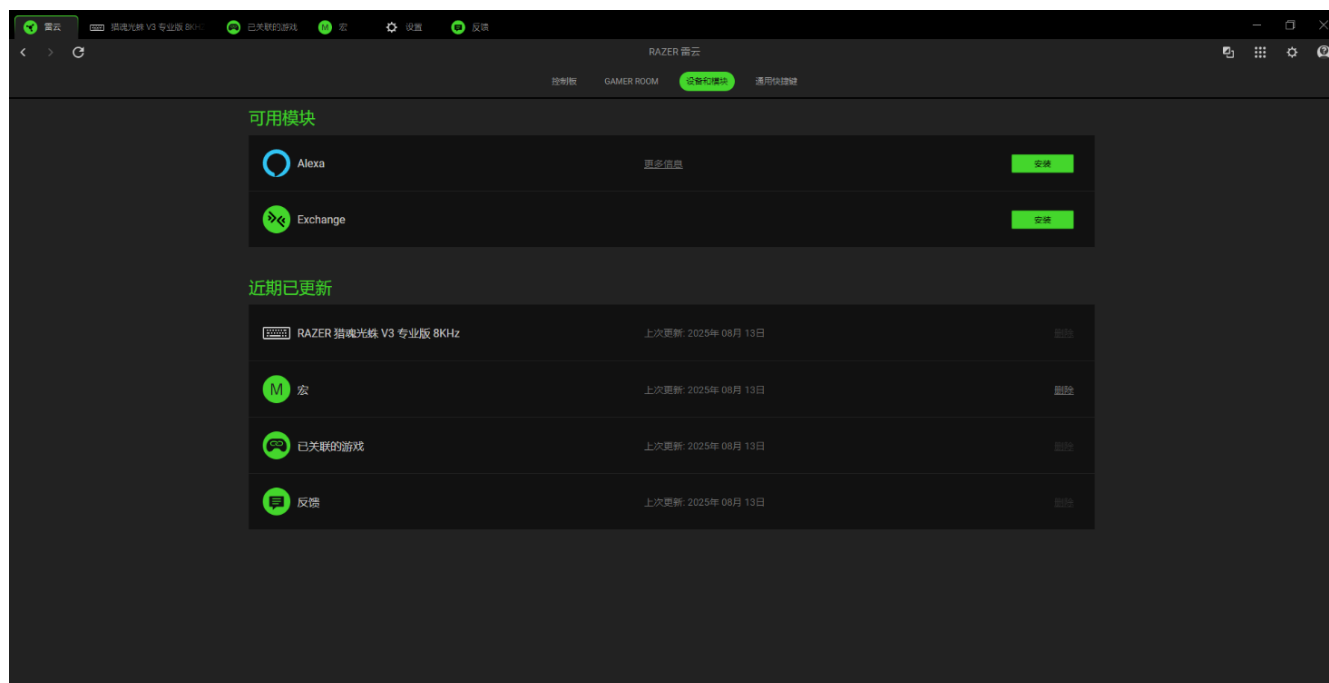 雷云 猎魂光蛛 V3 专业版 8KHz 已关联的游戏 宏 设置 反馈
RAZER 雷云
控制板 GAMER ROOM 设备和模块 通用快捷键
可用模块
Alexa 更多信息 安装
Exchange 安装
近期已更新
RAZER 猎魂光蛛 V3 专业版 8KHz 上次更新: 2025年 08月 13日 删除
M 宏 上次更新: 2025年 08月 13日 删除
已关联的游戏 上次更新: 2025年 08月 13日 删除
反馈 上次更新: 2025年 08月 13日 删除